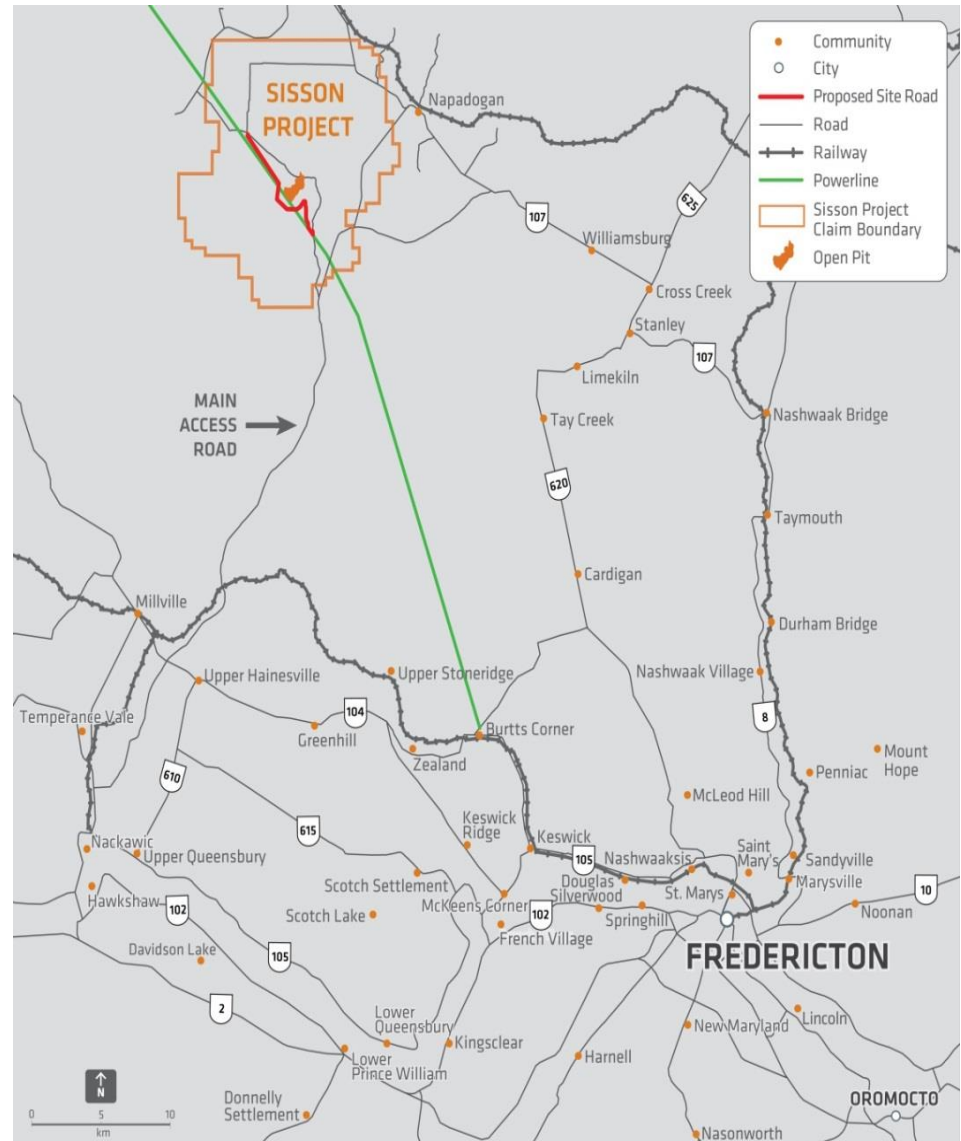 SISSON
PROJECT
Napadogan
Community
City
Proposed Site Road
Road
Railway
Powerline
Sisson Project
Claim Boundary
Open Pit
625
107
Williamsburg
Cross Creek
Stanley
107
Limekiln
MAIN
ACCESS
ROAD
Nashwaak Bridge
Tay Creek
620
Taymouth
Cardigan
Millville
Durham Bridge
Upper Hainesville
Upper Stoneridge
Nashwaak Village
Temperance Vale
104
Greenhill
Burtts Corner
8
Zealand
Mount
Hope
610
Penniac
McLeod Hill
615
Keswick
Ridge
Keswick
Nackawic
Upper Queensbury
105
Nashwaaksis
Saint
Mary's
Sandyville
Scotch Settlement
Douglas
Marysville
Hawkshaw
102
McKeens Corner
Silverwood
St. Marys
10
Scotch Lake
102
Springhill
Noonan
French Village
Davidson Lake
105
FREDERICTON
2
Lower
Queensbury
Lincoln
New Maryland
Kingsclear
Lower
Prince William
Harnell
N
Donnelly
Settlement
OROMOCTO
0 5 10
km
Nasonworth